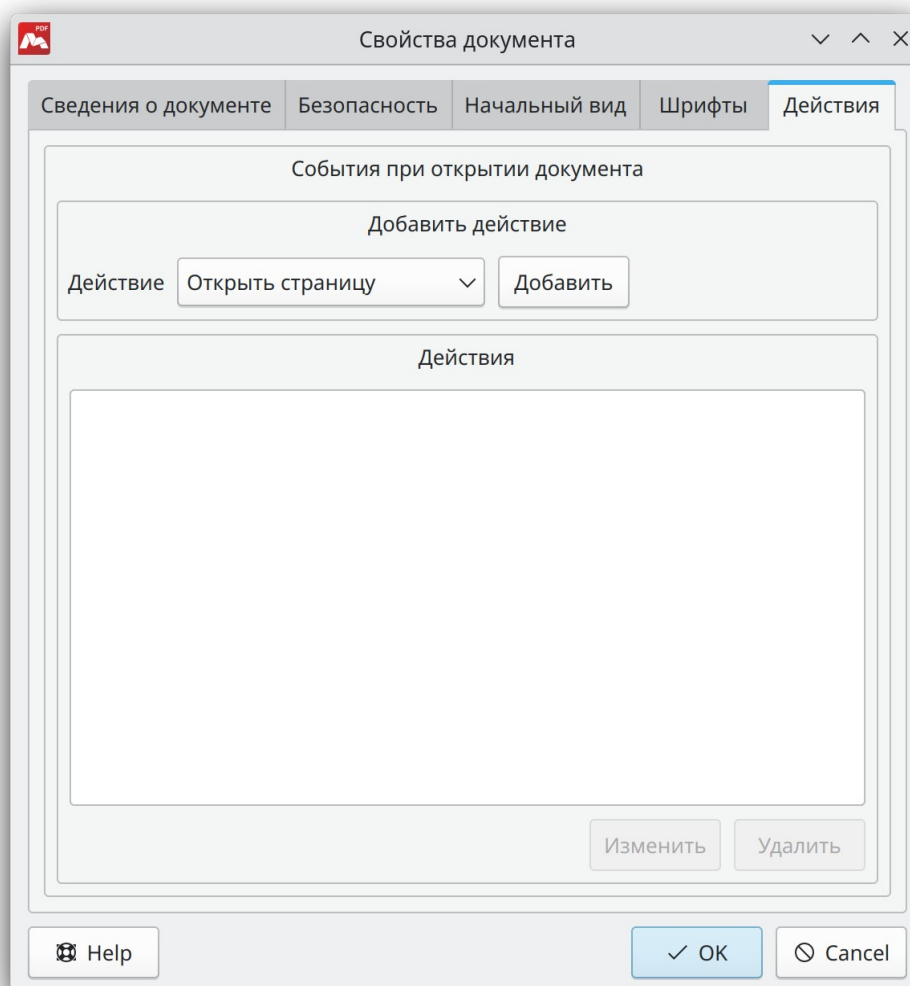 PDF
Свойства документа
Сведения о документе Безопасность Начальный вид Шрифты Действия
События при открытии документа
Добавить действие
Действие Открыть страницу Добавить
Действия
Изменить Удалить
Help OK Cancel